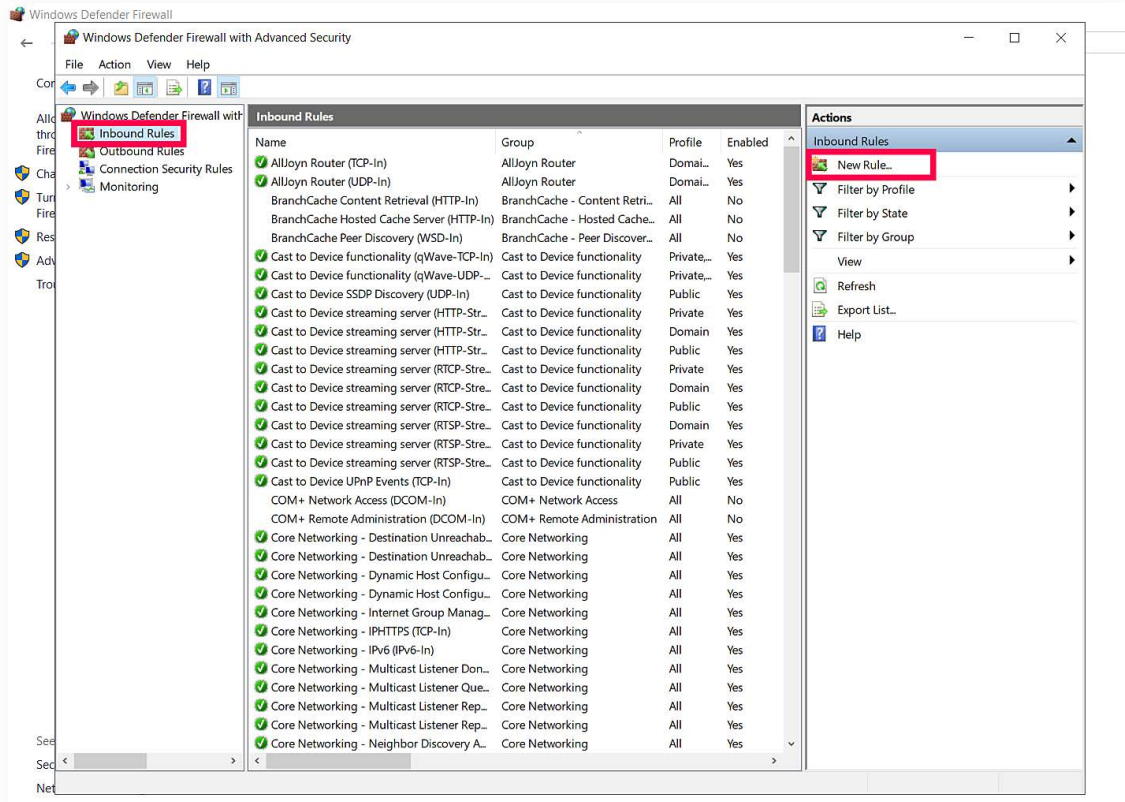 Windows Defender Firewall
Windows Defender Firewall with Advanced Security
File Action View Help
Windows Defender Firewall with
Inbound Rules
Outbound Rules
Connection Security Rules
Monitoring
Inbound Rules
Name Group Profile Enabled
AllJoyn Router (TCP-In) AllJoyn Router Domai... Yes
AllJoyn Router (UDP-In) AllJoyn Router Domai... Yes
BranchCache Content Retrieval (HTTP-In) BranchCache - Content Retri... All No
BranchCache Hosted Cache Server (HTTP-In) BranchCache - Hosted Cache... All No
BranchCache Peer Discovery (WSD-In) BranchCache - Peer Discover... All No
Cast to Device functionality (qWave-TCP-In) Cast to Device functionality Private,... Yes
Cast to Device functionality (qWave-UDP-... Cast to Device functionality Private,... Yes
Cast to Device SSDP Discovery (UDP-In) Cast to Device functionality Public Yes
Cast to Device streaming server (HTTP-Str... Cast to Device functionality Private Yes
Cast to Device streaming server (HTTP-Str... Cast to Device functionality Domain Yes
Cast to Device streaming server (HTTP-Str... Cast to Device functionality Public Yes
Cast to Device streaming server (RTCP-Stre... Cast to Device functionality Private Yes
Cast to Device streaming server (RTCP-Stre... Cast to Device functionality Domain Yes
Cast to Device streaming server (RTCP-Stre... Cast to Device functionality Public Yes
Cast to Device streaming server (RTSP-Stre... Cast to Device functionality Domain Yes
Cast to Device streaming server (RTSP-Stre... Cast to Device functionality Private Yes
Cast to Device streaming server (RTSP-Stre... Cast to Device functionality Public Yes
Cast to Device UPnP Events (TCP-In) Cast to Device functionality Public Yes
COM+ Network Access (DCOM-In) COM+ Network Access All No
COM+ Remote Administration (DCOM-In) COM+ Remote Administration All No
Core Networking - Destination Unreachab... Core Networking All Yes
Core Networking - Destination Unreachab... Core Networking All Yes
Core Networking - Dynamic Host Configu... Core Networking All Yes
Core Networking - Dynamic Host Configu... Core Networking All Yes
Core Networking - Internet Group Manag... Core Networking All Yes
Core Networking - IPHTTPS (TCP-In) Core Networking All Yes
Core Networking - IPv6 (IPv6-In) Core Networking All Yes
Core Networking - Multicast Listener Don... Core Networking All Yes
Core Networking - Multicast Listener Que... Core Networking All Yes
Core Networking - Multicast Listener Rep... Core Networking All Yes
Core Networking - Multicast Listener Rep... Core Networking All Yes
Core Networking - Neighbor Discovery A... Core Networking All Yes
Actions
Inbound Rules
New Rule...
Filter by Profile
Filter by State
Filter by Group
View
Refresh
Export List...
Help
Cor
Allo
thro
Fire
Cha
Turr
Fire
Res
Adv
Trou
See
Sec
Net